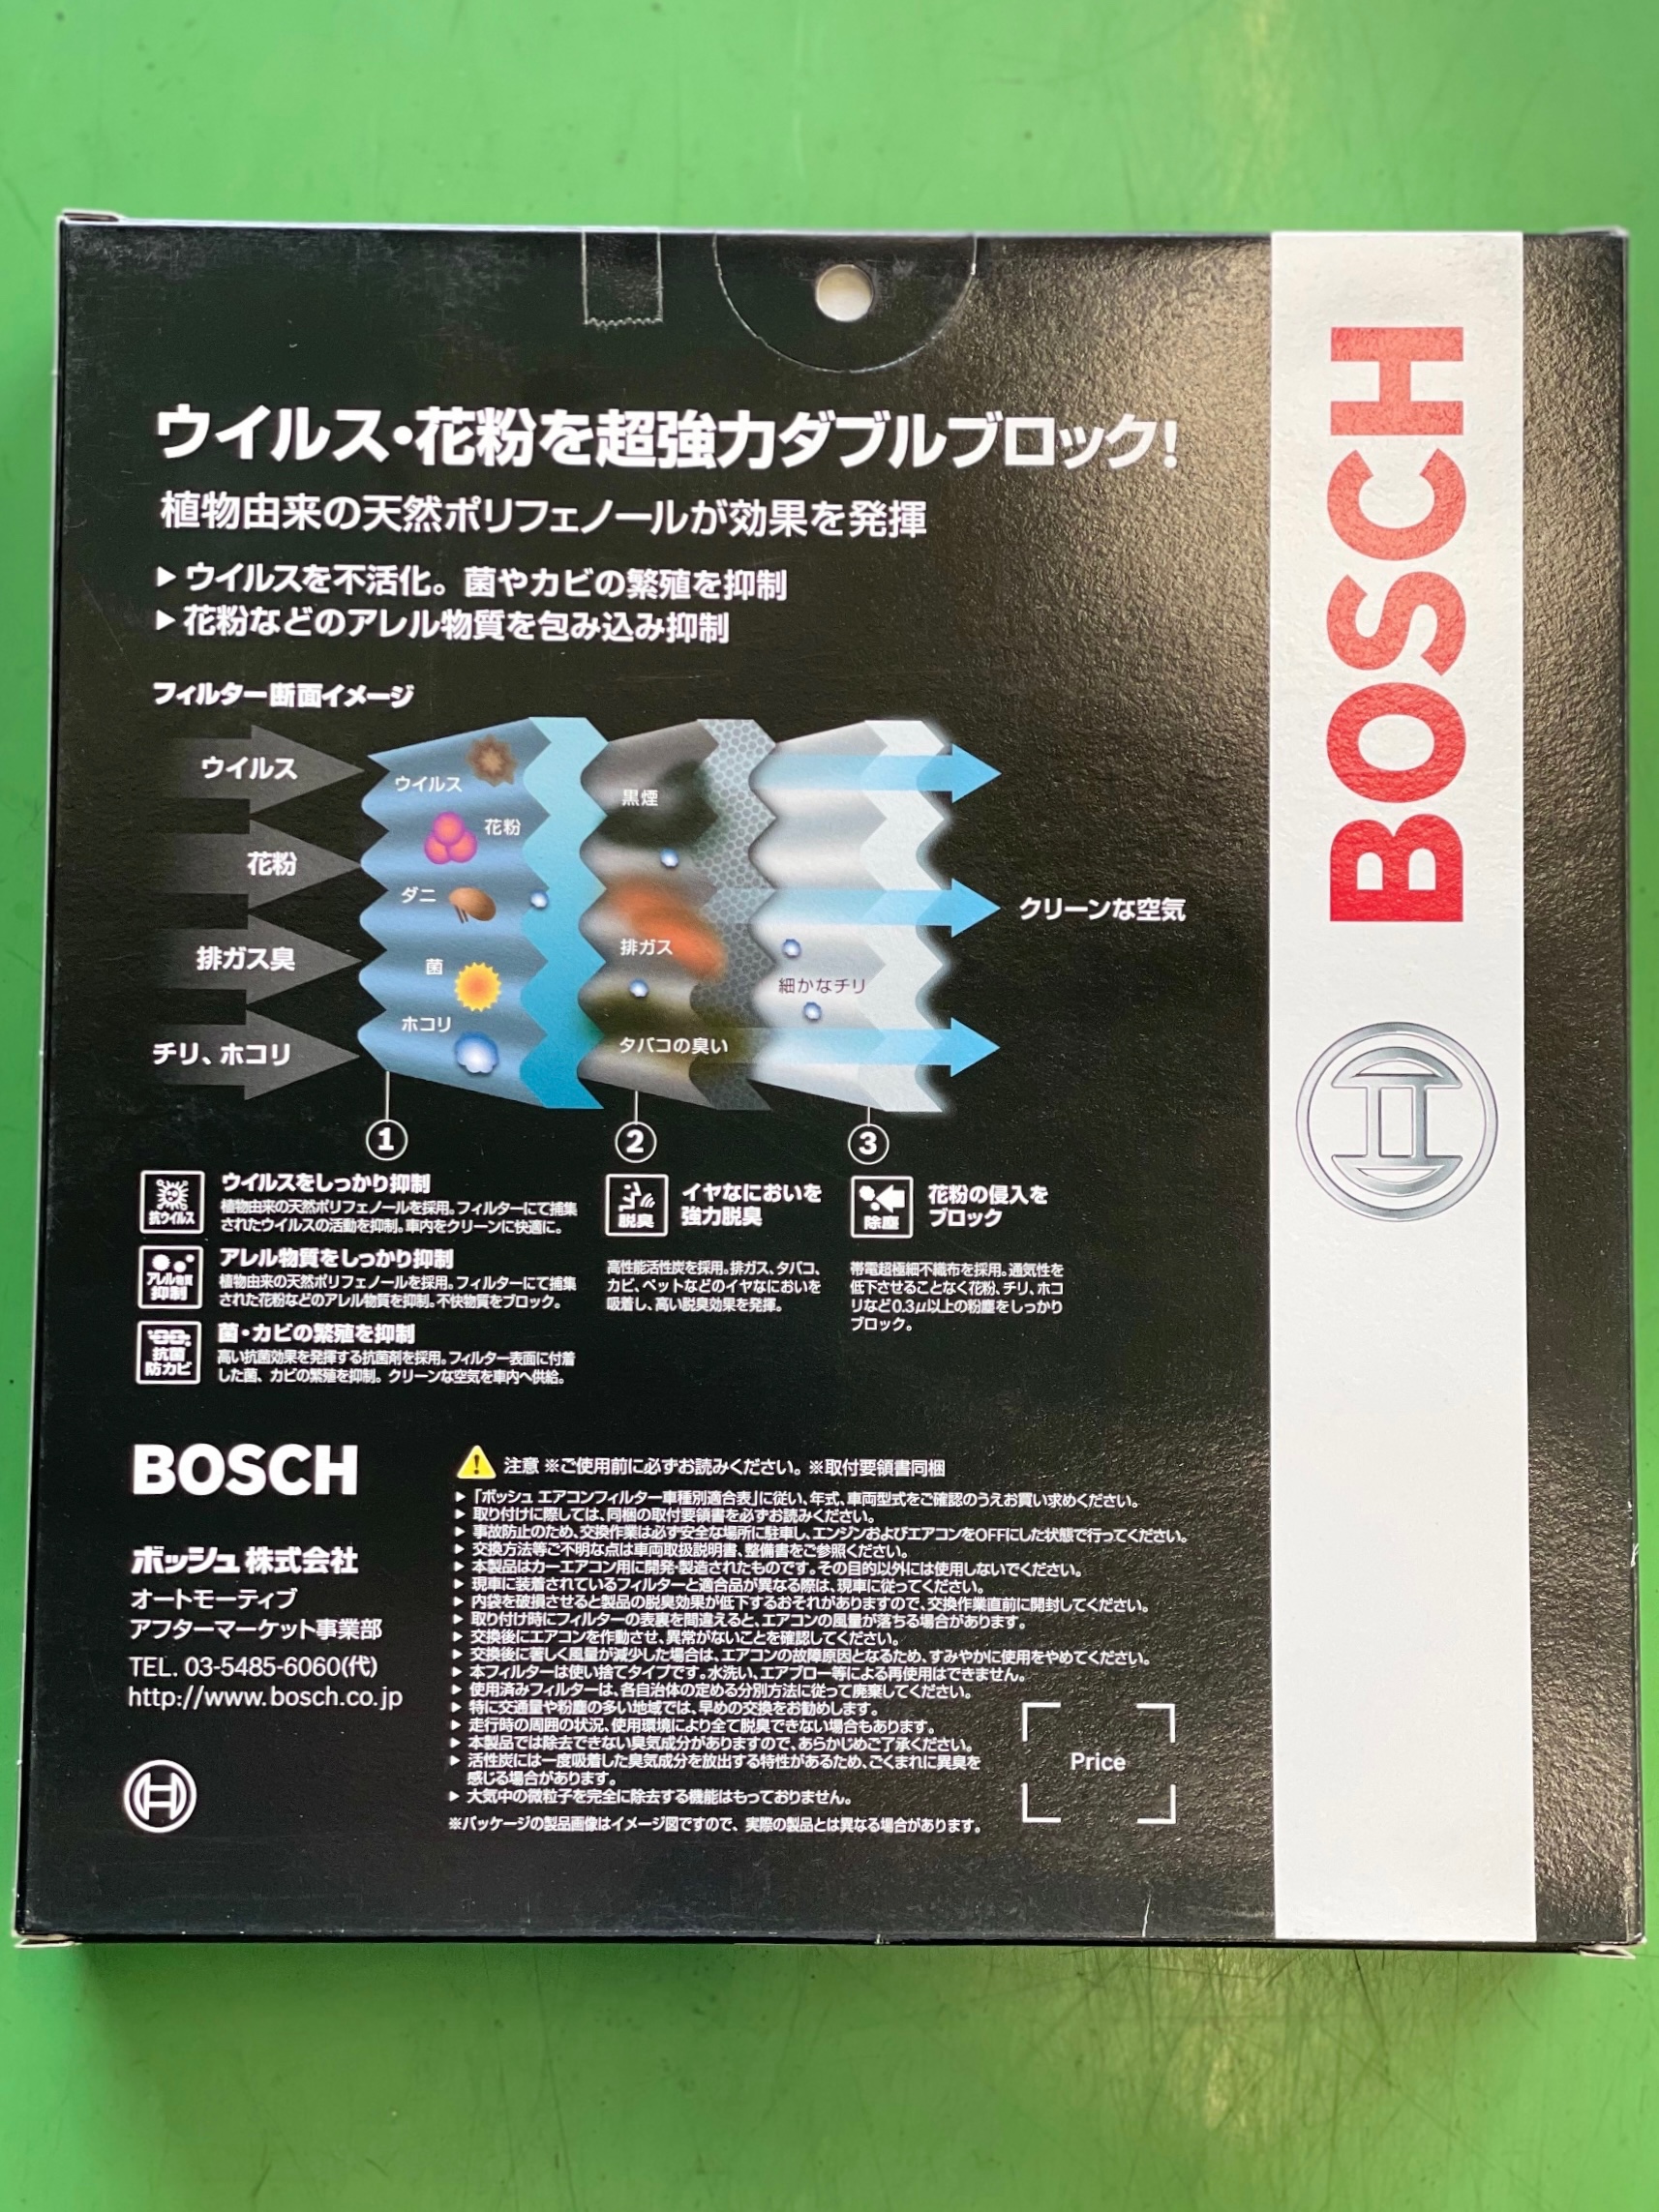 ウイルス・花粉を超強力ダブルブロック!
植物由来の天然ポリフェノールが効果を発揮
▶ ウイルスを不活化。菌やカビの繁殖を抑制
▶ 花粉などのアレル物質を包み込み抑制
フィルター断面イメージ
ウイルス
花粉
排ガス臭
チリ、ホコリ
ウイルス
花粉
ダニ
菌
ホコリ
黒煙
排ガス
タバコの臭い
細かなチリ
クリーンな空気
1
2
3
抗ウイルス
ウイルスをしっかり抑制
植物由来の天然ポリフェノールを採用。フィルターにて捕集
されたウイルスの活動を抑制。車内をクリーンに快適に。
アレル物質
抑制
アレル物質をしっかり抑制
植物由来の天然ポリフェノールを採用。フィルターにて捕集
された花粉などのアレル物質を抑制。不快物質をブロック。
抗菌
防カビ
菌・カビの繁殖を抑制
高い抗菌効果を発揮する抗菌剤を採用。フィルター表面に付着
した菌、カビの繁殖を抑制。クリーンな空気を車内へ供給。
脱臭
イヤなにおいを
強力脱臭
高性能活性炭を採用。排ガス、タバコ、
カビ、ペットなどのイヤなにおいを
吸着し、高い脱臭効果を発揮。
除塵
花粉の侵入を
ブロック
帯電超極細不織布を採用。通気性を
低下させることなく花粉、チリ、ホコ
リなど0.3μ以上の粉塵をしっかり
ブロック。
BOSCH
ボッシュ株式会社
オートモーティブ
アフターマーケット事業部
TEL. 03-5485-6060(代)
http://www.bosch.co.jp
注意 ※ご使用前に必ずお読みください。※取付要領書同梱
▶ 「ボッシュ エアコンフィルター車種別適合表」に従い、年式、車両型式をご確認のうえお買い求めください。
▶ 取り付けに際しては、同梱の取付要領書を必ずお読みください。
▶ 事故防止のため、交換作業は必ず安全な場所に駐車し、エンジンおよびエアコンをOFFにした状態で行ってください。
▶ 交換方法等ご不明な点は車両取扱説明書、整備書をご参照ください。
▶ 本製品はカーエアコン用に開発・製造されたものです。その目的以外には使用しないでください。
▶ 現車に装着されているフィルターと適合品が異なる際は、現車に従ってください。
▶ 内袋を破損させると製品の脱臭効果が低下するおそれがありますので、交換作業直前に開封してください。
▶ 取り付け時にフィルターの表裏を間違えると、エアコンの風量が落ちる場合があります。
▶ 交換後にエアコンを作動させ、異常がないことを確認してください。
▶ 交換後に著しく風量が減少した場合は、エアコンの故障原因となるため、すみやかに使用をやめてください。
▶ 本フィルターは使い捨てタイプです。水洗い、エアブロー等による再使用はできません。
▶ 使用済みフィルターは、各自治体の定める分別方法に従って廃棄してください。
▶ 特に交通量や粉塵の多い地域では、早めの交換をお勧めします。
▶ 走行時の周囲の状況、使用環境により全て脱臭できない場合もあります。
▶ 本製品では除去できない臭気成分がありますので、あらかじめご了承ください。
▶ 活性炭には一度吸着した臭気成分を放出する特性があるため、ごくまれに異臭を
感じる場合があります。
▶ 大気中の微粒子を完全に除去する機能はもっておりません。
※パッケージの製品画像はイメージ図ですので、実際の製品とは異なる場合があります。
Price
BOSCH